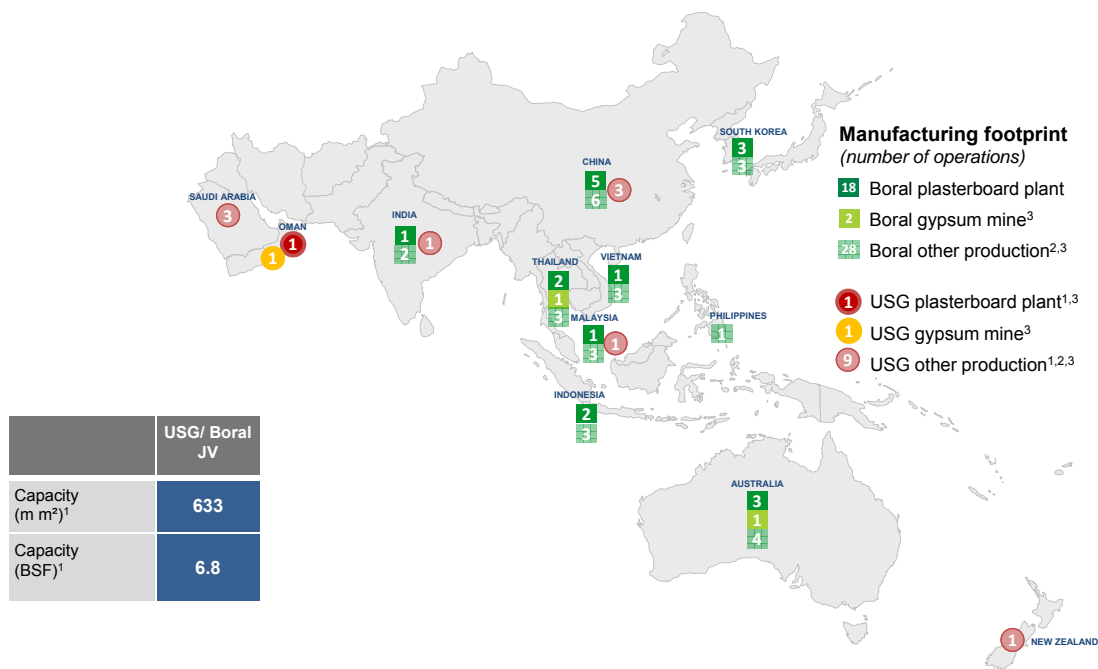 SOUTH KOREA
3
3
Manufacturing footprint
(number of operations)
18 Boral plasterboard plant
2 Boral gypsum mine³
28 Boral other production²,³
1 USG plasterboard plant¹,³
1 USG gypsum mine³
9 USG other production¹,²,³
CHINA
5
6
3
SAUDI ARABIA
3
OMAN
1
1
INDIA
1
2
1
THAILAND
2
1
3
VIETNAM
1
3
MALAYSIA
1
3
1
PHILIPPINES
1
INDONESIA
2
3
USG/ Boral
JV
Capacity
(m m²)¹
633
Capacity
(BSF)¹
6.8
AUSTRALIA
3
1
4
1
NEW ZEALAND